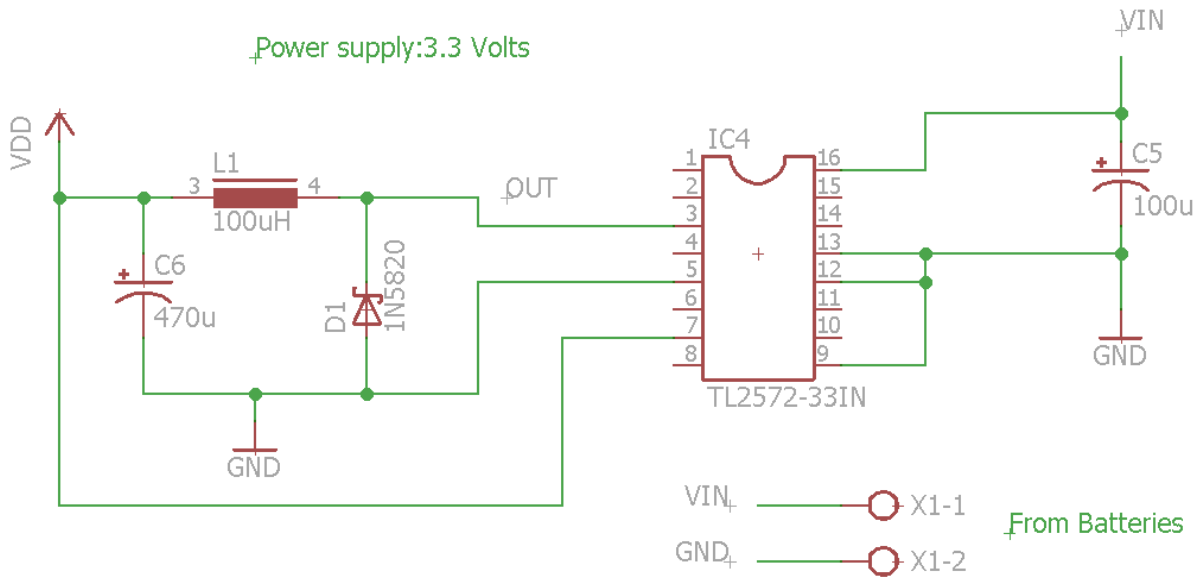 Power supply:3.3 Volts
VIN
VDD
L1
3
4
100uH
OUT
C6
470u
D1
1N5820
GND
IC4
1
2
3
4
5
6
7
8
16
15
14
13
12
11
10
9
TL2572-33IN
C5
100u
GND
VIN
X1-1
GND
X1-2
From Batteries